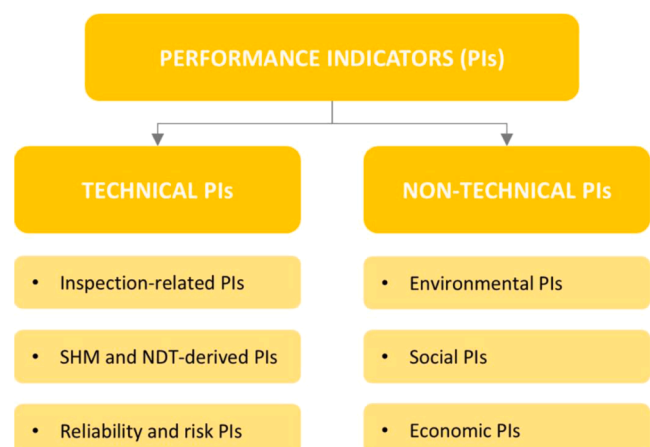 PERFORMANCE INDICATORS (PIs)
TECHNICAL PIs
NON-TECHNICAL PIs
• Inspection-related PIs
• Environmental PIs
• SHM and NDT-derived PIs
• Social PIs
• Reliability and risk PIs
• Economic PIs